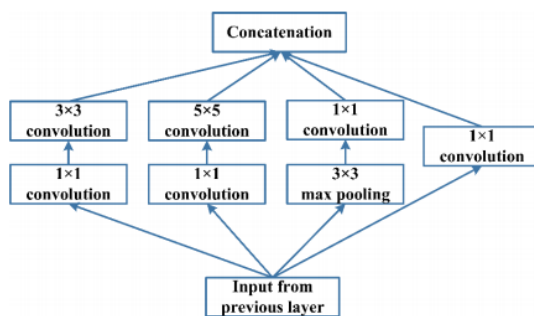 Concatenation
3×3
convolution
5×5
convolution
1×1
convolution
1×1
convolution
1×1
convolution
1×1
convolution
3×3
max pooling
Input from
previous layer